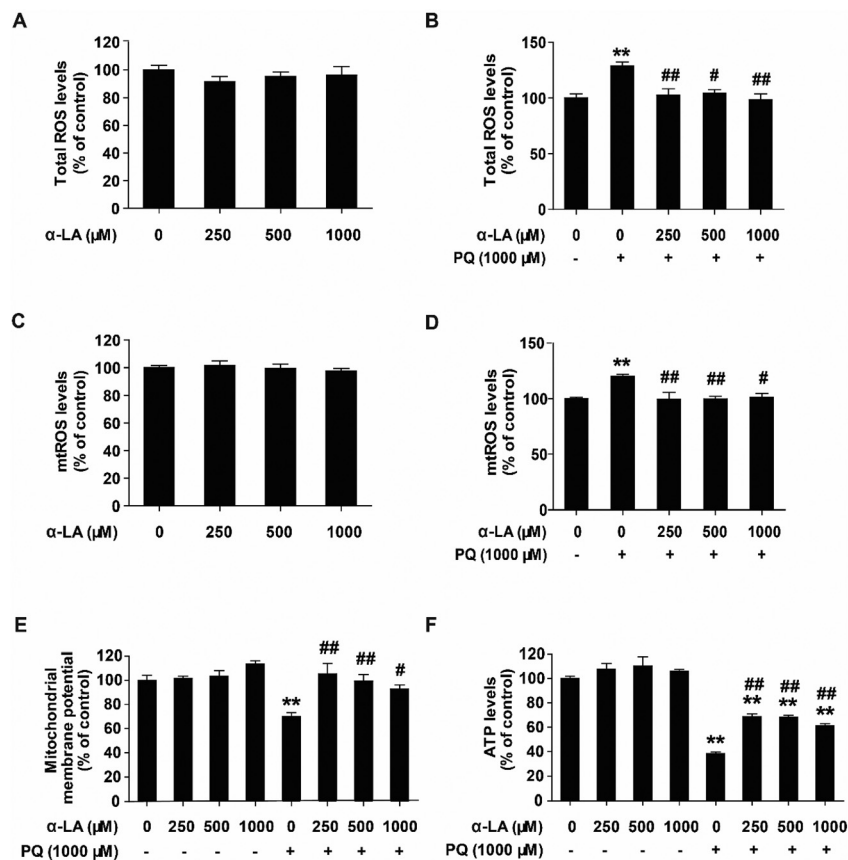 A
Total ROS levels
(% of control)
120
100
80
60
40
20
0
α-LA (μM) 0 250 500 1000
B
Total ROS levels
(% of control)
150
100
50
0
** ## # ##
α-LA (μM) 0 0 250 500 1000
PQ (1000 μM) - + + + +
C
mtROS levels
(% of control)
120
100
80
60
40
20
0
α-LA (μM) 0 250 500 1000
D
mtROS levels
(% of control)
150
100
50
0
** ## ## #
α-LA (μM) 0 0 250 500 1000
PQ (1000 μM) - + + + +
E
Mitochondrial
membrane potential
(% of control)
120
100
80
60
40
20
0
** ## ## #
α-LA (μM) 0 250 500 1000 0 250 500 1000
PQ (1000 μM) - - - - + + + +
F
ATP levels
(% of control)
120
100
80
60
40
20
0
## ## ##
** ** ** **
α-LA (μM) 0 250 500 1000 0 250 500 1000
PQ (1000 μM) - - - - + + + +